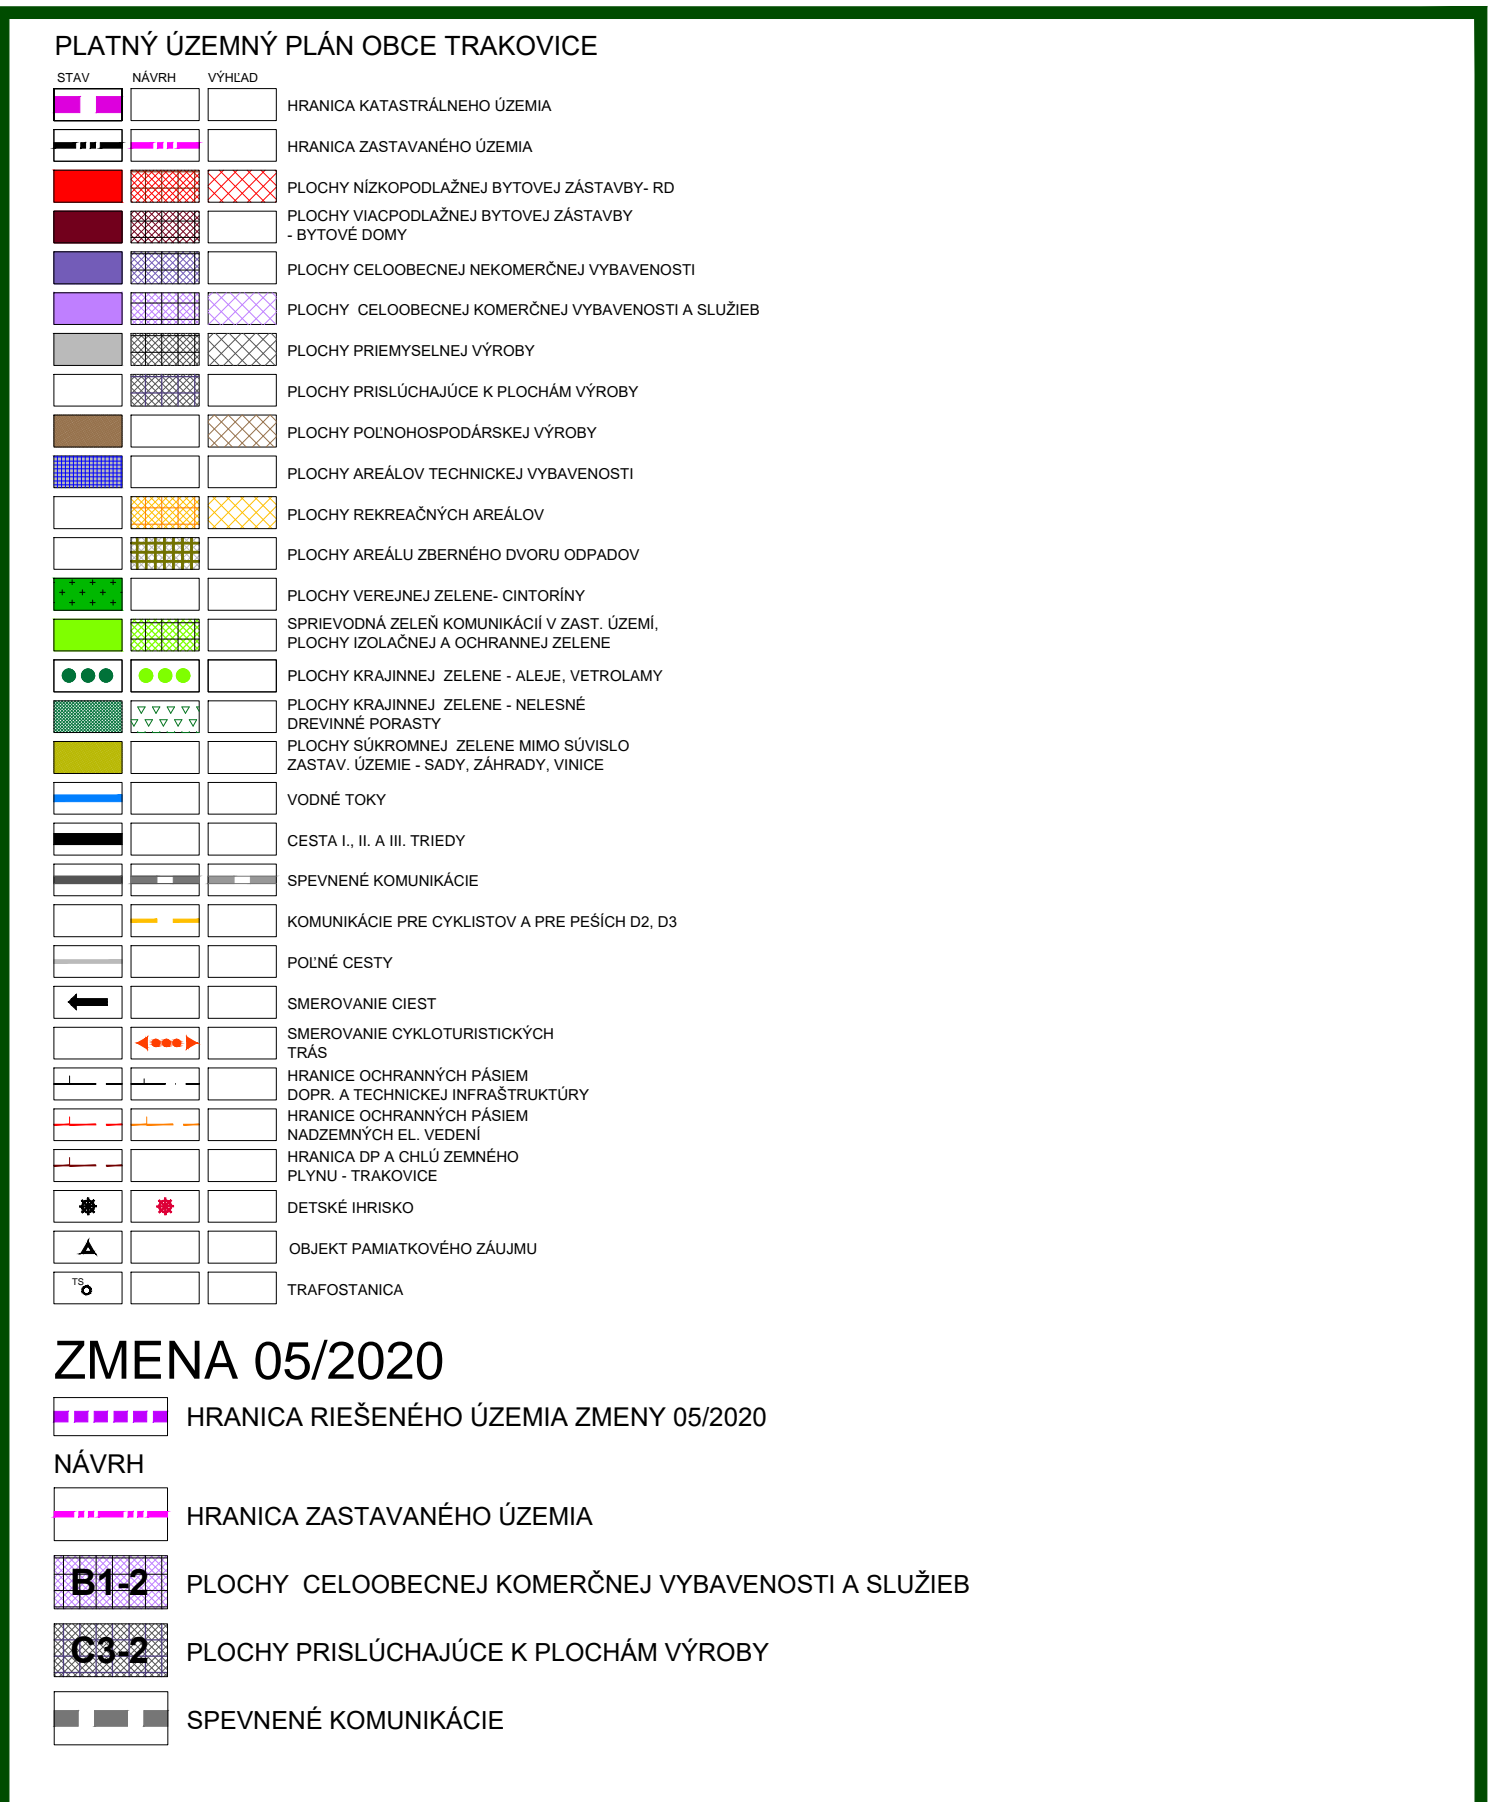 PLATNÝ ÚZEMNÝ PLÁN OBCE TRAKOVICE
STAV NÁVRH VÝHĽAD
HRANICA KATASTRÁLNEHO ÚZEMIA
HRANICA ZASTAVANÉHO ÚZEMIA
PLOCHY NÍZKOPODLAŽNEJ BYTOVEJ ZÁSTAVBY- RD
PLOCHY VIACPODLAŽNEJ BYTOVEJ ZÁSTAVBY
- BYTOVÉ DOMY
PLOCHY CELOOBECNEJ NEKOMERČNEJ VYBAVENOSTI
PLOCHY CELOOBECNEJ KOMERČNEJ VYBAVENOSTI A SLUŽIEB
PLOCHY PRIEMYSELNEJ VÝROBY
PLOCHY PRISLÚCHAJÚCE K PLOCHÁM VÝROBY
PLOCHY POĽNOHOSPODÁRSKEJ VÝROBY
PLOCHY AREÁLOV TECHNICKEJ VYBAVENOSTI
PLOCHY REKREAČNÝCH AREÁLOV
PLOCHY AREÁLU ZBERNÉHO DVORU ODPADOV
PLOCHY VEREJNEJ ZELENE- CINTORÍNY
SPRIEVODNÁ ZELEŇ KOMUNIKÁCIÍ V ZAST. ÚZEMÍ,
PLOCHY IZOLAČNEJ A OCHRANNEJ ZELENE
PLOCHY KRAJINNEJ ZELENE - ALEJE, VETROLAMY
PLOCHY KRAJINNEJ ZELENE - NELESNÉ
DREVINNÉ PORASTY
PLOCHY SÚKROMNEJ ZELENE MIMO SÚVISLO
ZASTAV. ÚZEMIE - SADY, ZÁHRADY, VINICE
VODNÉ TOKY
CESTA I., II. A III. TRIEDY
SPEVNENÉ KOMUNIKÁCIE
KOMUNIKÁCIE PRE CYKLISTOV A PRE PEŚÍCH D2, D3
POĽNÉ CESTY
SMEROVANIE CIEST
SMEROVANIE CYKLOTURISTICKÝCH
TRÁS
HRANICE OCHRANNÝCH PÁSIEM
DOPR. A TECHNICKEJ INFRAŠTRUKTÚRY
HRANICE OCHRANNÝCH PÁSIEM
NADZEMNÝCH EL. VEDENÍ
HRANICA DP A CHLÚ ZEMNÉHO
PLYNU - TRAKOVICE
DETSKÉ IHRISKO
OBJEKT PAMIATKOVÉHO ZÁUJMU
TS TRAFOSTANICA
ZMENA 05/2020
HRANICA RIEŠENÉHO ÚZEMIA ZMENY 05/2020
NÁVRH
HRANICA ZASTAVANÉHO ÚZEMIA
B1-2 PLOCHY CELOOBECNEJ KOMERČNEJ VYBAVENOSTI A SLUŽIEB
C3-2 PLOCHY PRISLÚCHAJÚCE K PLOCHÁM VÝROBY
SPEVNENÉ KOMUNIKÁCIE